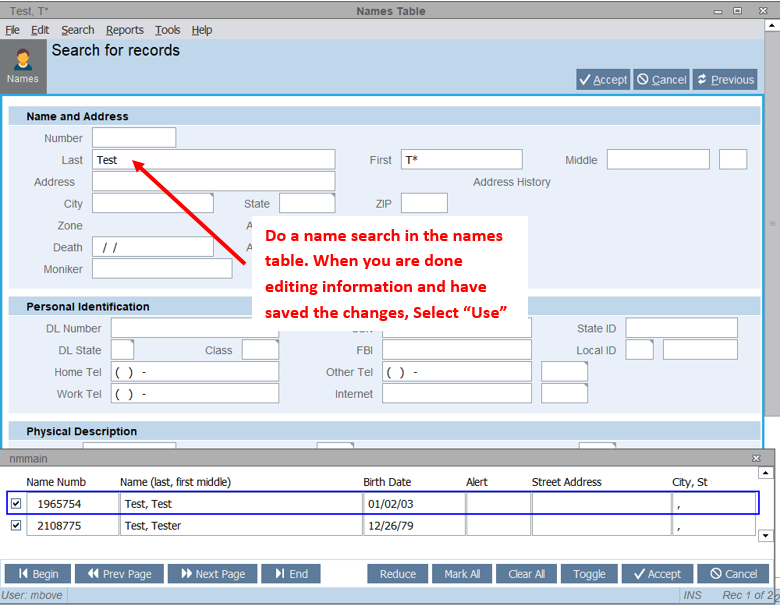 Test, T*
Names Table
File Edit Search Reports Tools Help
Names
Search for records
Accept Cancel Previous
Name and Address
Number
Last Test First T* Middle
Address Address History
City State ZIP
Zone
Death / /
Moniker
Do a name search in the names
table. When you are done
editing information and have
saved the changes, Select “Use”
Personal Identification
DL Number State ID
DL State Class FBI Local ID
Home Tel ( ) - Other Tel ( ) -
Work Tel ( ) - Internet
Physical Description
nmmain
Name Numb Name (last, first middle) Birth Date Alert Street Address City, St
1965754 Test, Test 01/02/03 ,
2108775 Test, Tester 12/26/79 ,
Begin Prev Page Next Page End Reduce Mark All Clear All Toggle Accept Cancel
User: mbove INS Rec 1 of 2